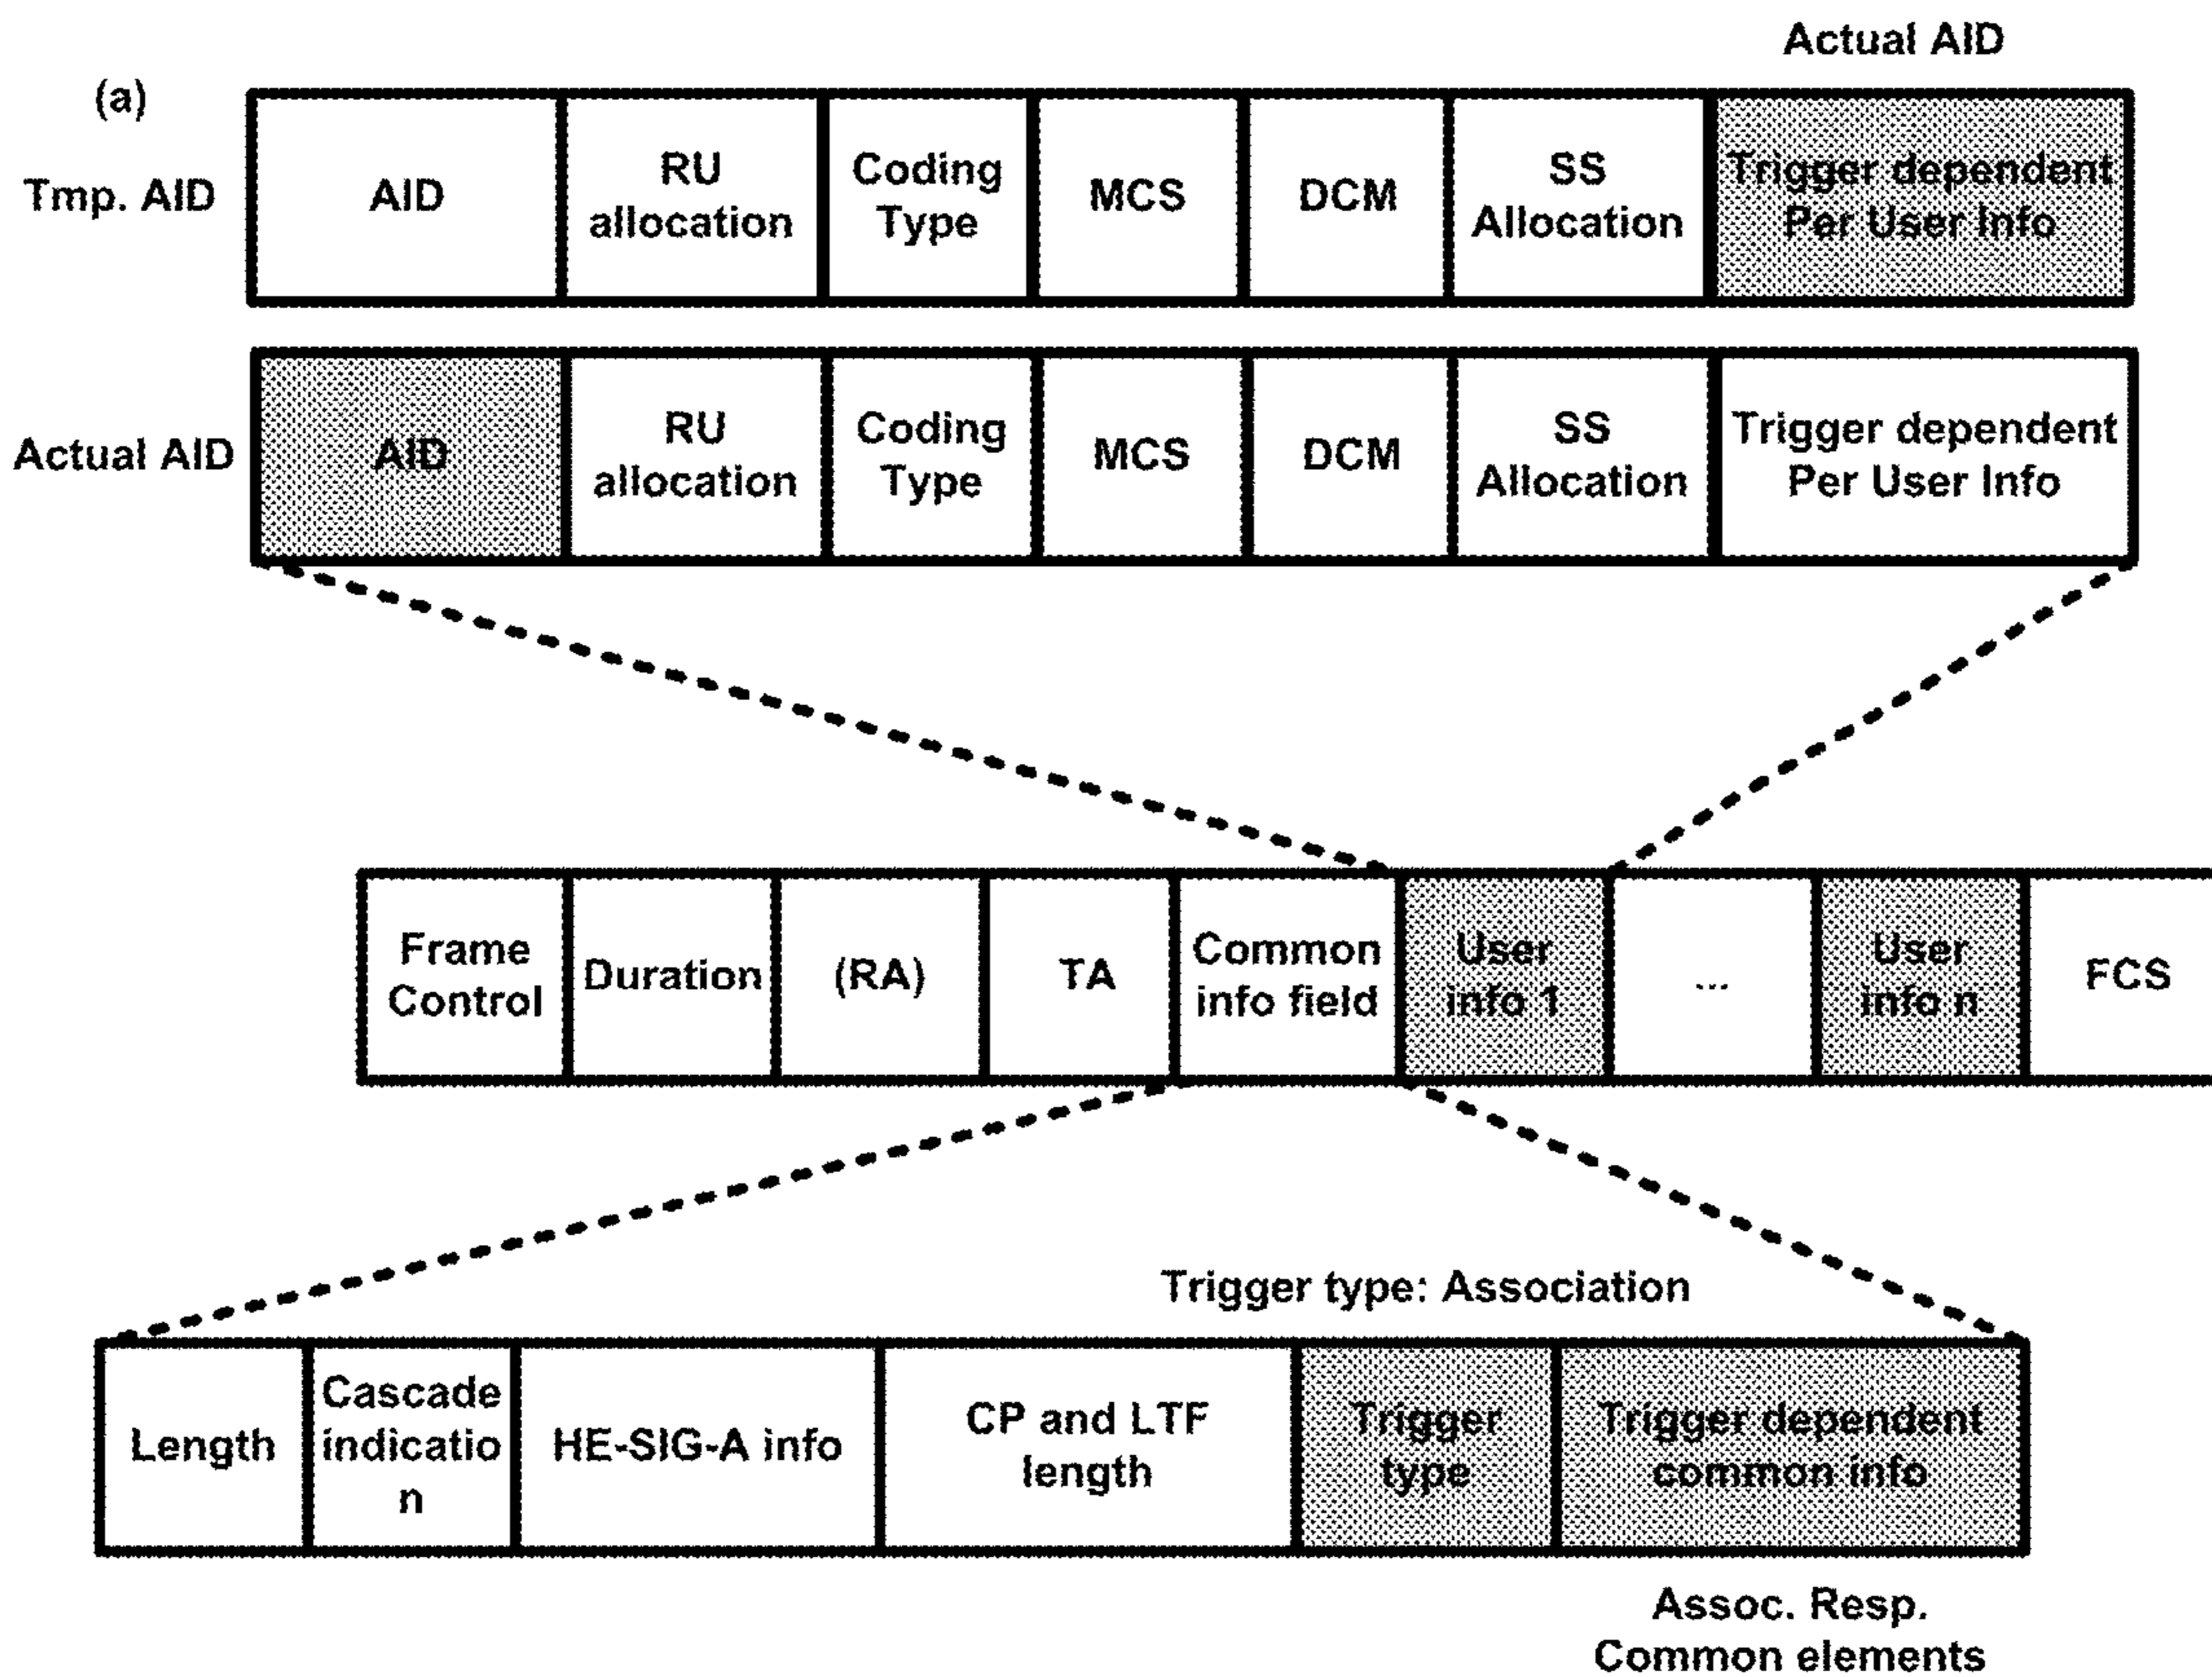 Actual AID
(a)
Tmp. AID
AID
RU
allocation
Coding
Type
MCS
DCM
SS
Allocation
Trigger dependent
Per User Info
Actual AID
AID
RU
allocation
Coding
Type
MCS
DCM
SS
Allocation
Trigger dependent
Per User Info
Frame
Control
Duration
(RA)
TA
Common
info field
User
info 1
...
User
info n
FCS
Trigger type: Association
Length
Cascade
indicatio
n
HE-SIG-A info
CP and LTF
length
Trigger
type
Trigger dependent
common info
Assoc. Resp.
Common elements